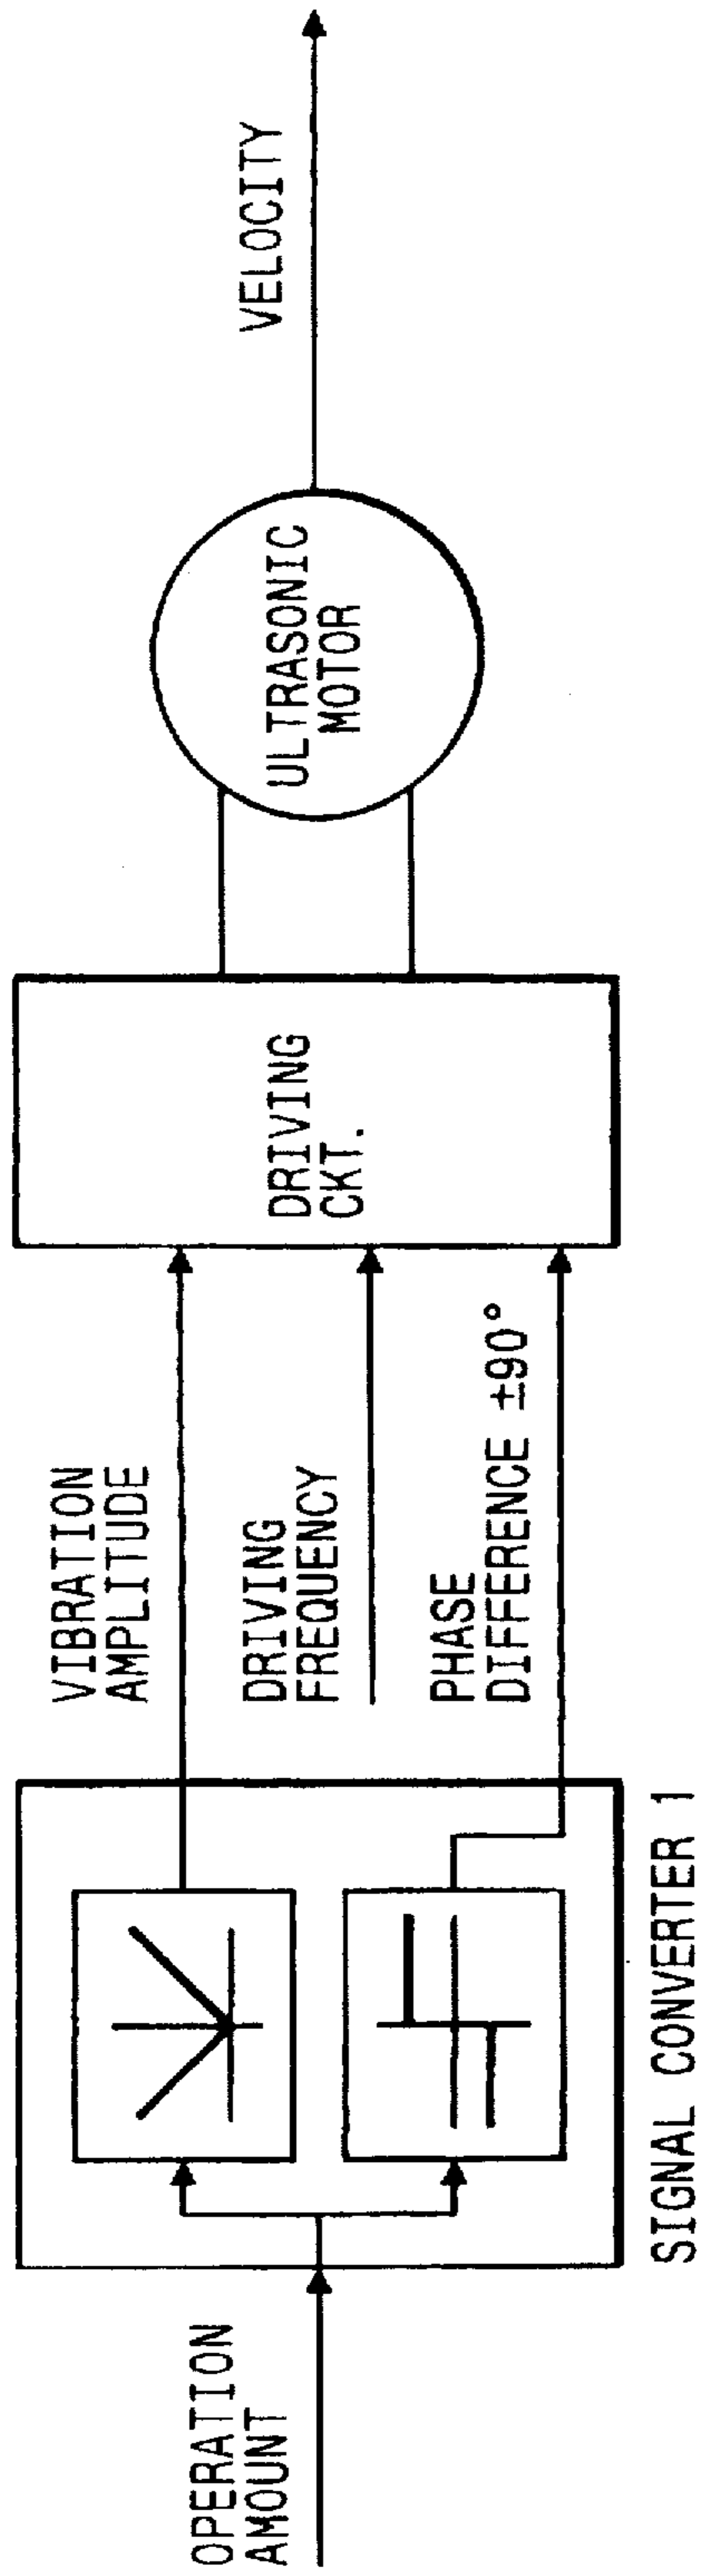 OPERATION
AMOUNT
SIGNAL CONVERTER 1
VIBRATION
AMPLITUDE
DRIVING
FREQUENCY
PHASE
DIFFERENCE ±90°
DRIVING
CKT.
ULTRASONIC
MOTOR
VELOCITY